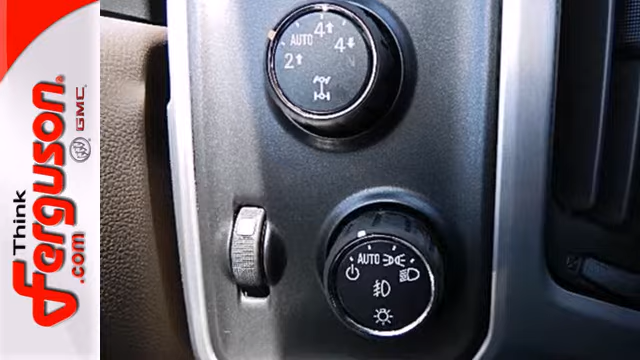 Think
Ferguson
.com
GMC
4↑
AUTO
4↓
2↑
N
AUTO